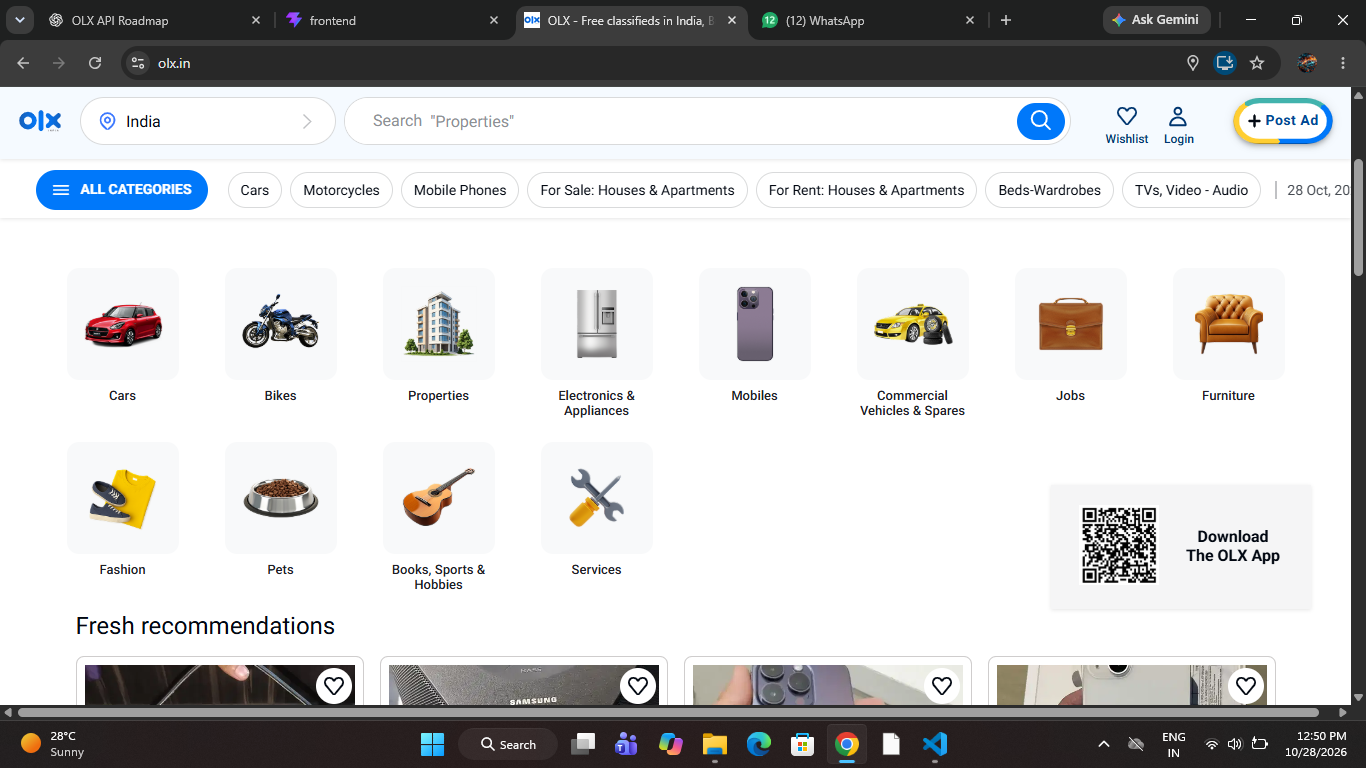 OLX API Roadmap
frontend
OLX - Free classifieds in India, B
12
(12) WhatsApp
Ask Gemini
olx.in
olx
India
Search "Properties"
Wishlist
Login
+ Post Ad
ALL CATEGORIES
Cars
Motorcycles
Mobile Phones
For Sale: Houses & Apartments
For Rent: Houses & Apartments
Beds-Wardrobes
TVs, Video - Audio
28 Oct, 20
Cars
Bikes
Properties
Electronics &
Appliances
Mobiles
Commercial
Vehicles & Spares
Jobs
Furniture
Fashion
Pets
Books, Sports &
Hobbies
Services
Download
The OLX App
Fresh recommendations
SAMSUNG
28°C
Sunny
Search
ENG
IN
12:50 PM
10/28/2026